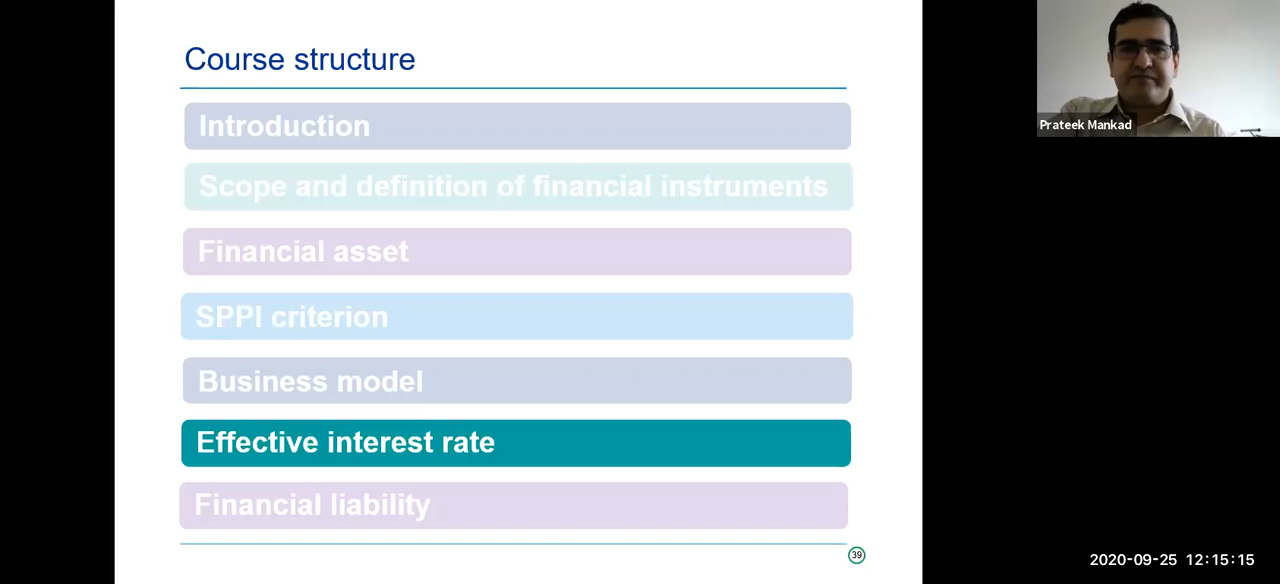 Course structure
Introduction
Scope and definition of financial instruments
Financial asset
SPPI criterion
Business model
Effective interest rate
Financial liability
39
Prateek Mankad
2020-09-25 12:15:15